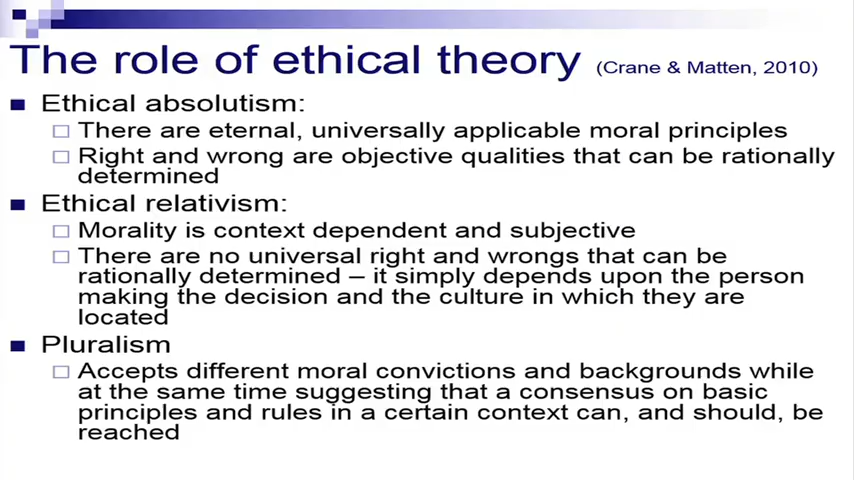 The role of ethical theory (Crane & Matten, 2010)
Ethical absolutism:
There are eternal, universally applicable moral principles
Right and wrong are objective qualities that can be rationally
determined
Ethical relativism:
Morality is context dependent and subjective
There are no universal right and wrongs that can be
rationally determined – it simply depends upon the person
making the decision and the culture in which they are
located
Pluralism
Accepts different moral convictions and backgrounds while
at the same time suggesting that a consensus on basic
principles and rules in a certain context can, and should, be
reached